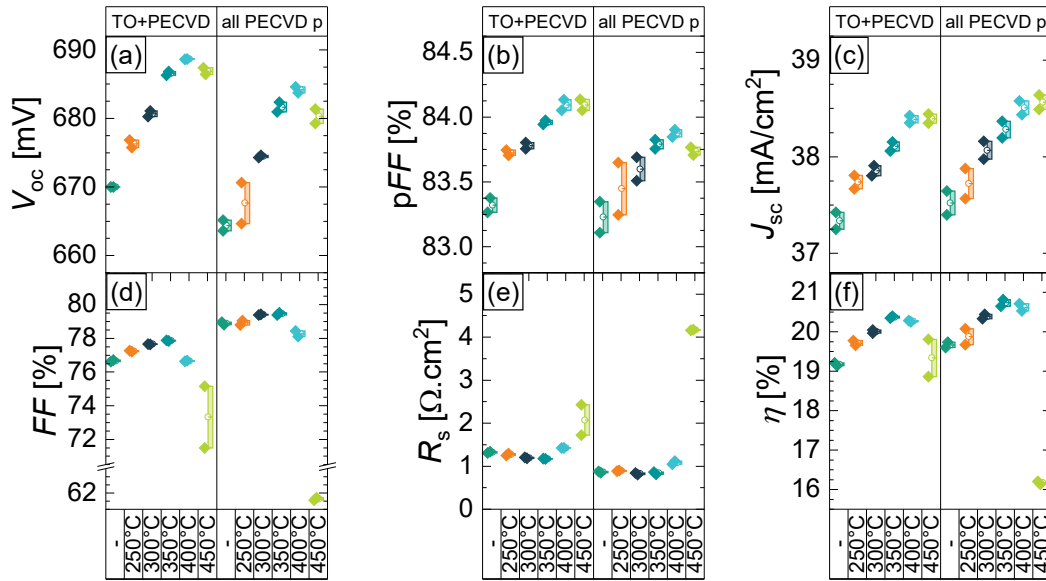 TO+PECVD all PECVD p TO+PECVD all PECVD p TO+PECVD all PECVD p
(a)
Voc [mV]
690
680
670
660
(b)
pFF [%]
84.5
84.0
83.5
83.0
(c)
Jsc [mA/cm²]
39
38
37
(d)
FF [%]
80
78
76
74
72
62
(e)
Rs [Ω.cm²]
5
4
3
2
1
0
(f)
η [%]
21
20
19
18
17
16
- 250°C 300°C 350°C 400°C 450°C - 250°C 300°C 350°C 400°C 450°C
- 250°C 300°C 350°C 400°C 450°C - 250°C 300°C 350°C 400°C 450°C
- 250°C 300°C 350°C 400°C 450°C - 250°C 300°C 350°C 400°C 450°C